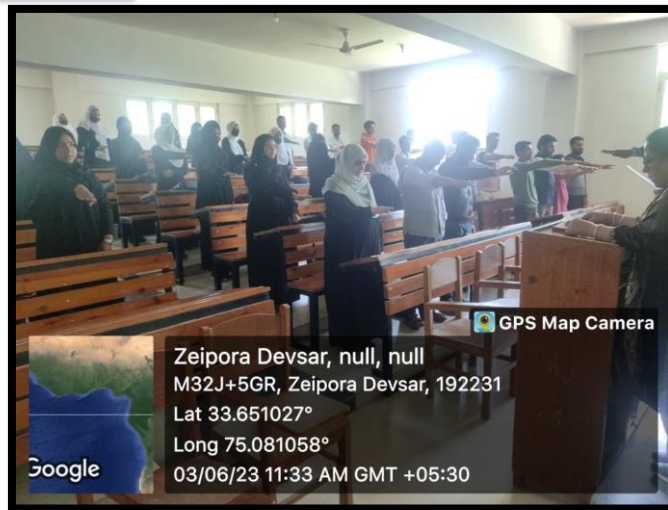 GPS Map Camera
Zeipora Devsar, null, null
M32J+5GR, Zeipora Devsar, 192231
Lat 33.651027°
Long 75.081058°
03/06/23 11:33 AM GMT +05:30
Google